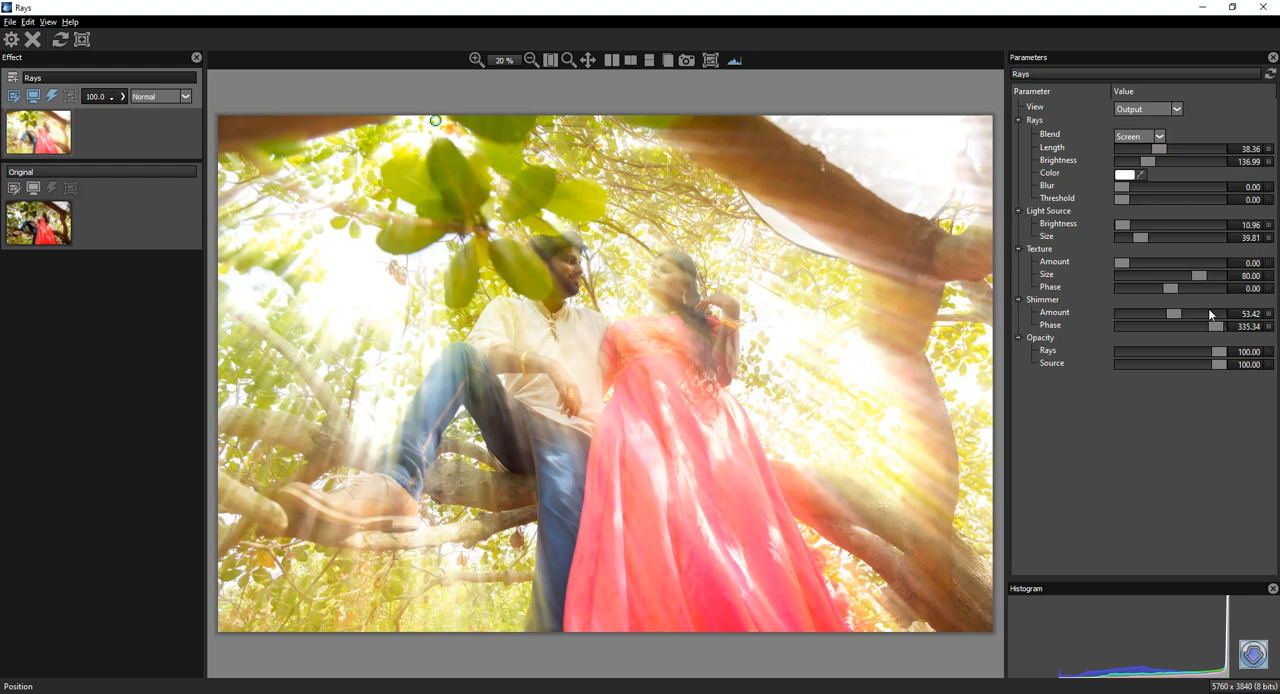 Rays
File Edit View Help
Effect
Rays
100.0 Normal
Original
20 %
Parameters
Rays
Parameter Value
View Output
Rays
Blend Screen
Length 38.36
Brightness 136.99
Color
Blur 0.00
Threshold 0.00
Light Source
Brightness 10.96
Size 39.81
Texture
Amount 0.00
Size 80.00
Phase 0.00
Shimmer
Amount 53.42
Phase 335.34
Opacity
Rays 100.00
Source 100.00
Histogram
Position
5760 x 3840 (8 bits)